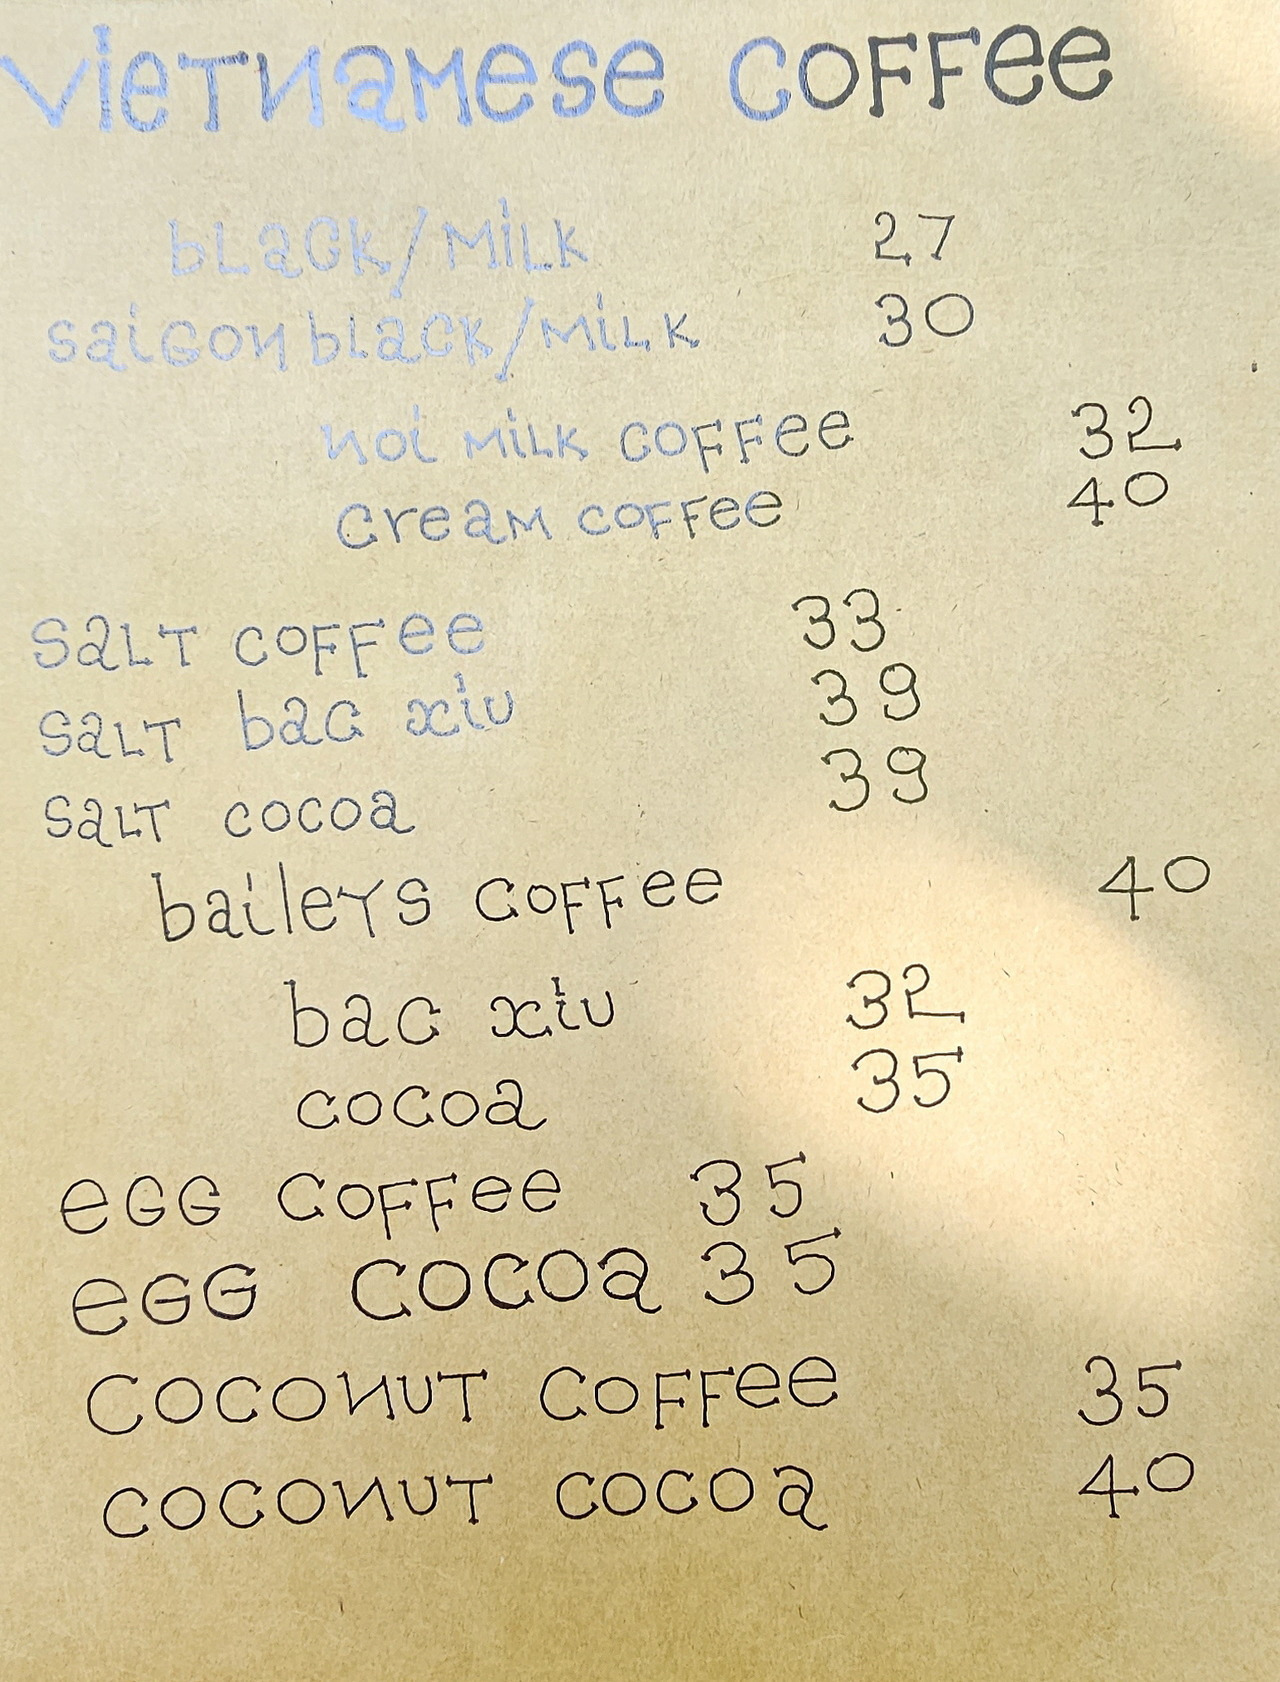 Vietnamese coffee
black/milk 27
saigon black/milk 30
noi milk coffee 32
cream coffee 40
salt coffee 33
salt bac xiu 39
salt cocoa 39
baileys coffee 40
bac xiu 32
cocoa 35
egg coffee 35
egg cocoa 35
coconut coffee 35
coconut cocoa 40